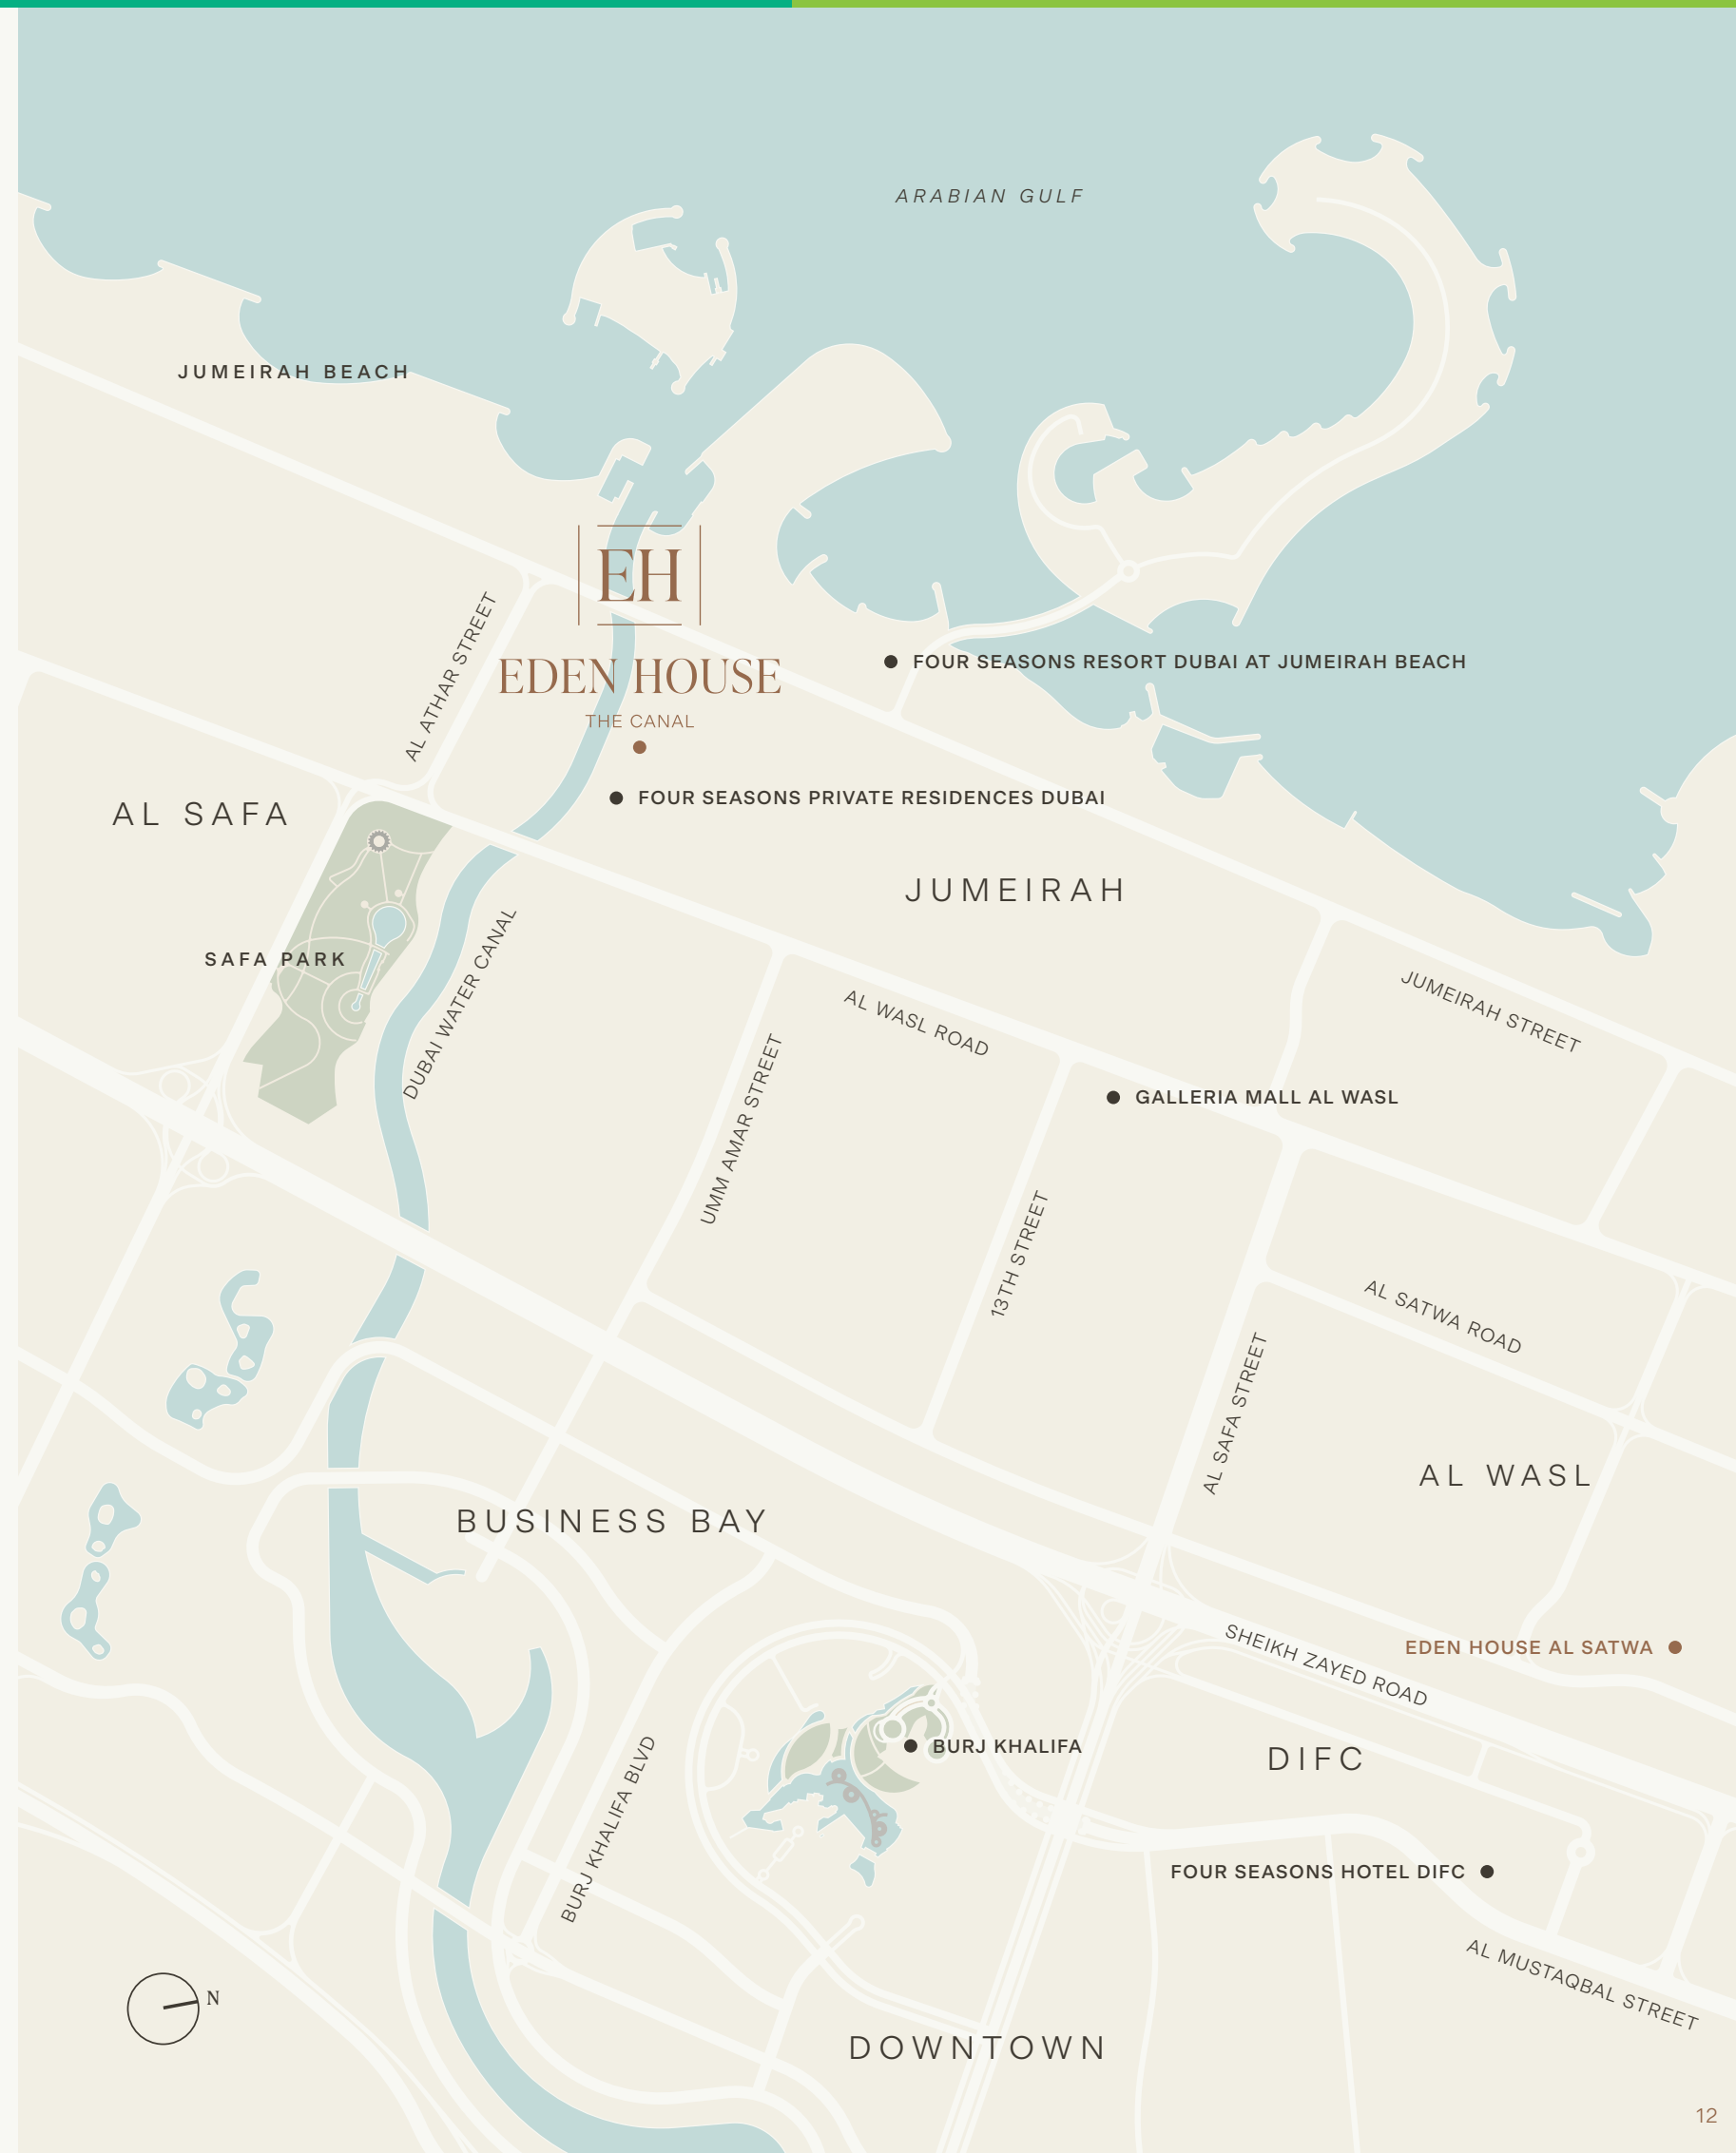 ARABIAN GULF
JUMEIRAH BEACH
EH
EDEN HOUSE
THE CANAL
AL ATHAR STREET
FOUR SEASONS RESORT DUBAI AT JUMEIRAH BEACH
FOUR SEASONS PRIVATE RESIDENCES DUBAI
AL SAFA
JUMEIRAH
SAFA PARK
DUBAI WATER CANAL
AL WASL ROAD
JUMEIRAH STREET
UMM AMAR STREET
GALLERIA MALL AL WASL
13TH STREET
AL SATWA ROAD
AL SAFA STREET
AL WASL
BUSINESS BAY
SHEIKH ZAYED ROAD
EDEN HOUSE AL SATWA
BURJ KHALIFA
DIFC
BURJ KHALIFA BLVD
FOUR SEASONS HOTEL DIFC
AL MUSTAQBAL STREET
N
DOWNTOWN
12